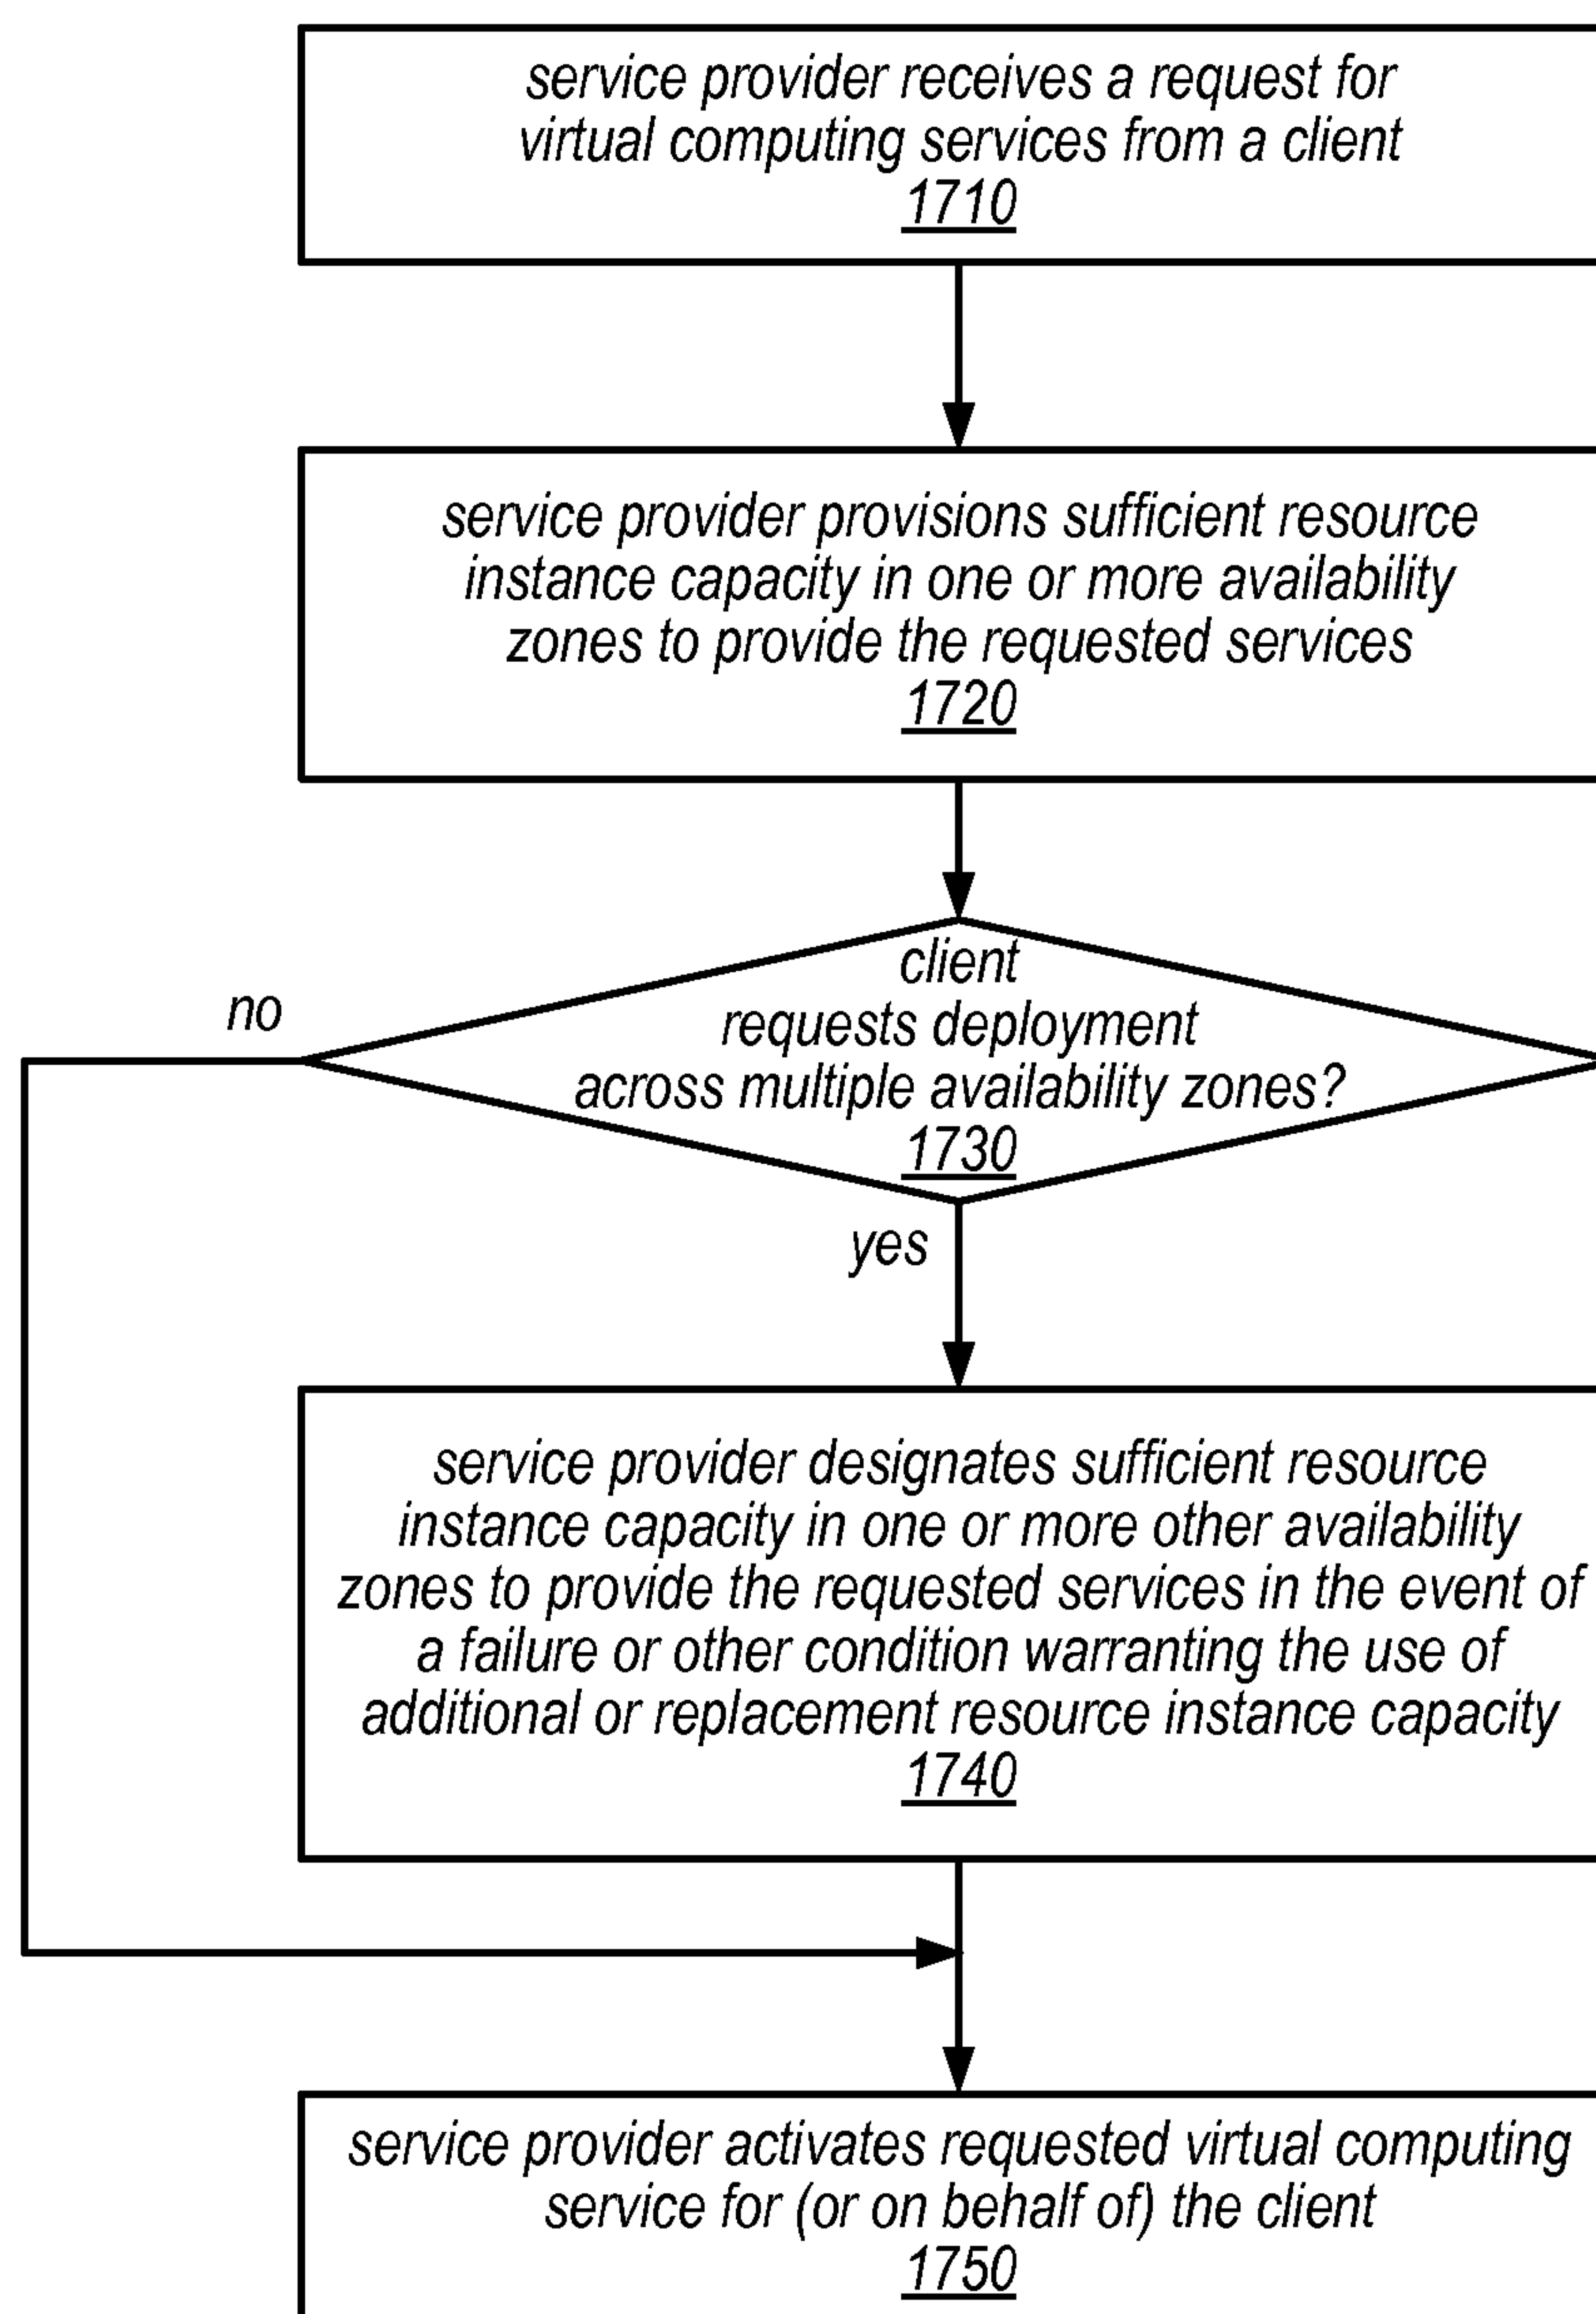 service provider receives a request for
virtual computing services from a client
1710
service provider provisions sufficient resource
instance capacity in one or more availability
zones to provide the requested services
1720
client
requests deployment
across multiple availability zones?
1730
no
yes
service provider designates sufficient resource
instance capacity in one or more other availability
zones to provide the requested services in the event of
a failure or other condition warranting the use of
additional or replacement resource instance capacity
1740
service provider activates requested virtual computing
service for (or on behalf of) the client
1750